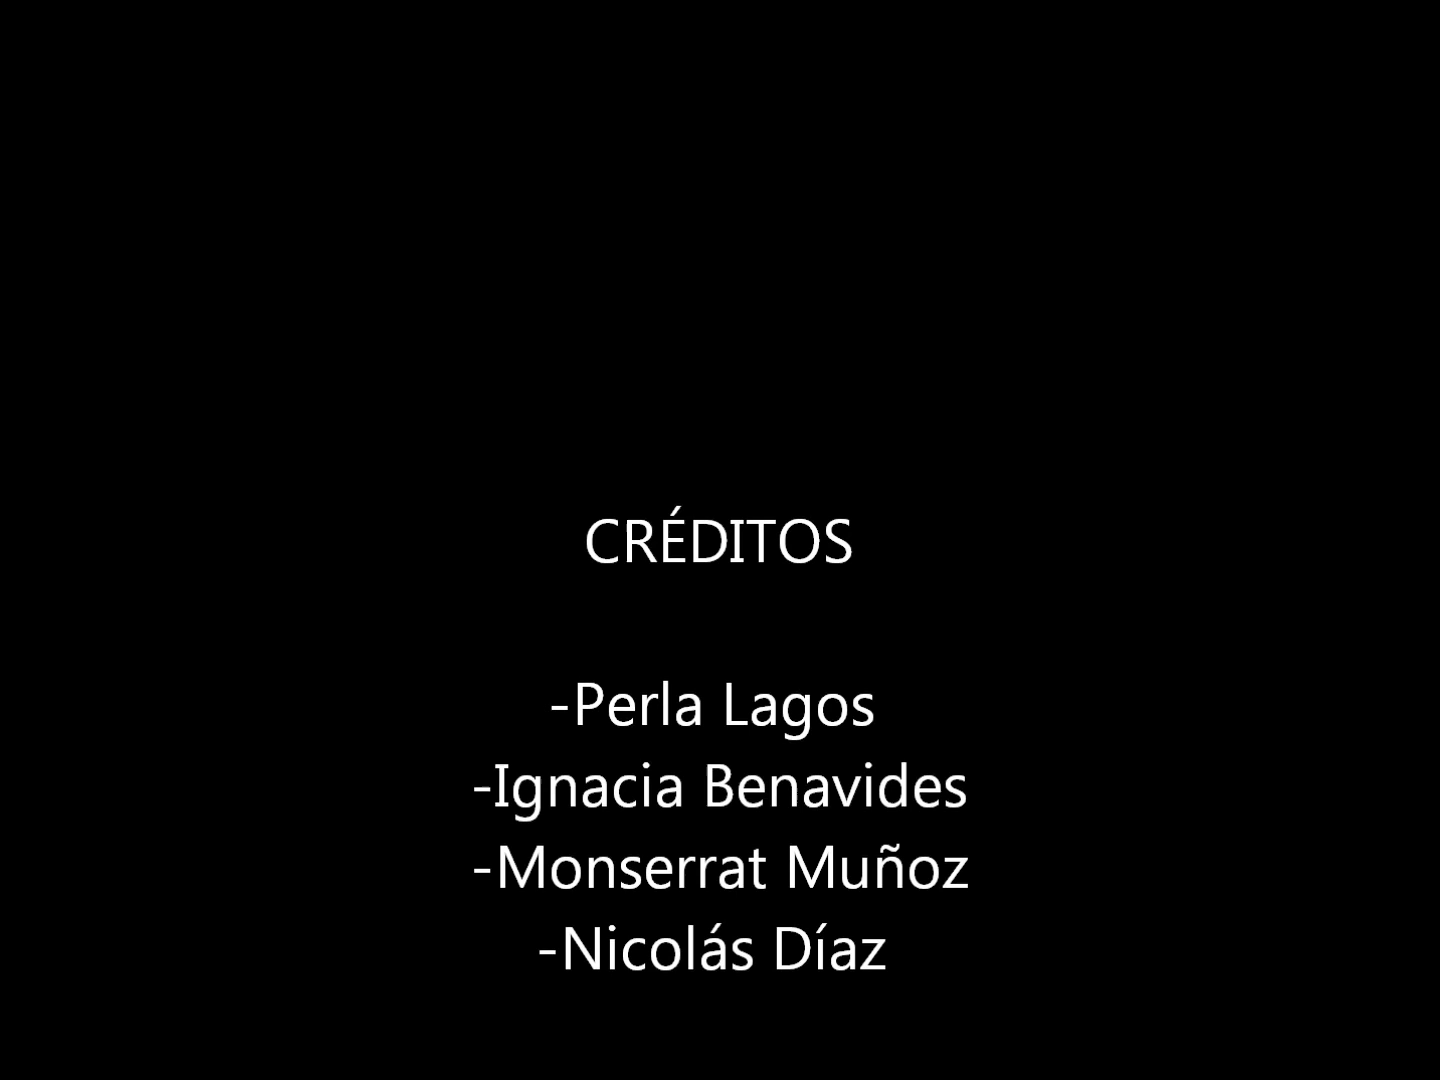 CRÉDITOS
-Perla Lagos
-Ignacia Benavides
-Monserrat Muñoz
-Nicolás Díaz